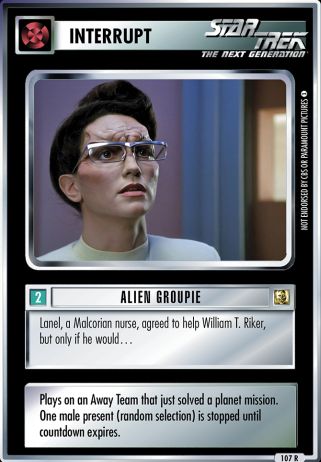 INTERRUPT
STAR TREK
THE NEXT GENERATION
NOT ENDORSED BY CBS OR PARAMOUNT PICTURES 1
2
ALIEN GROUPIE
Lanel, a Malcorian nurse, agreed to help William T. Riker,
but only if he would…
Plays on an Away Team that just solved a planet mission.
One male present (random selection) is stopped until
countdown expires.
107 R